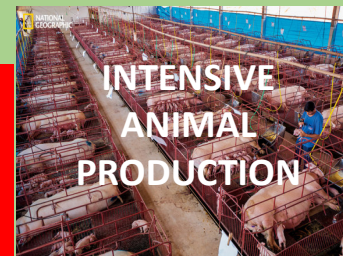 NATIONAL
GEOGRAPHIC
INTENSIVE
ANIMAL
PRODUCTION